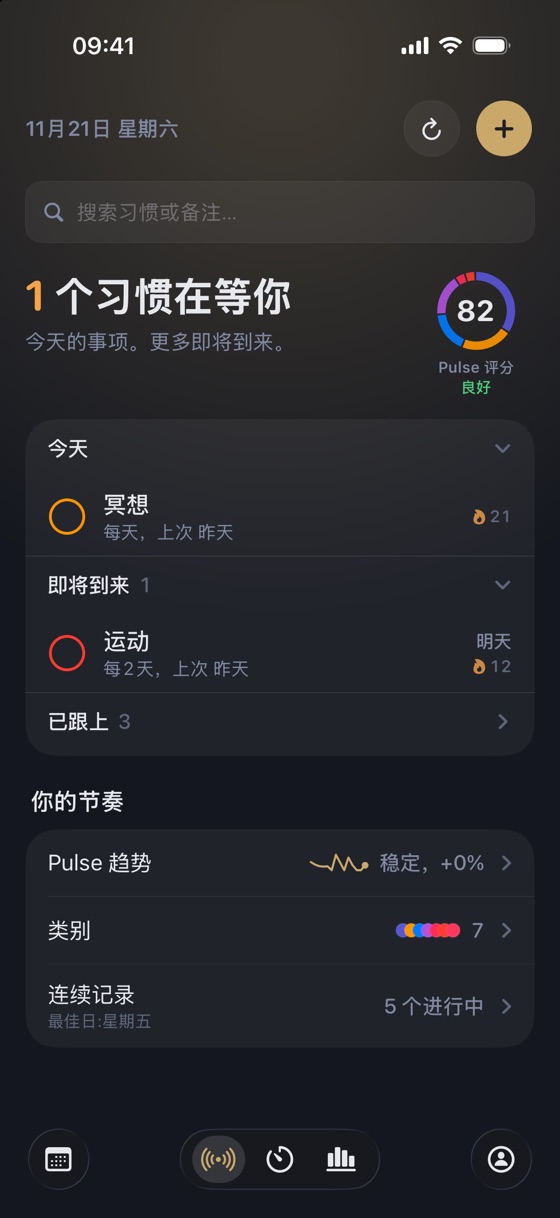 09:41
11月21日 星期六
搜索习惯或备注...
1 个习惯在等你
今天的事项。更多即将到来。
82
Pulse 评分
良好
今天
冥想
每天，上次 昨天
21
即将到来 1
运动
每2天，上次 昨天
明天
12
已跟上 3
你的节奏
Pulse 趋势
稳定，+0%
类别
7
连续记录
最佳日:星期五
5 个进行中